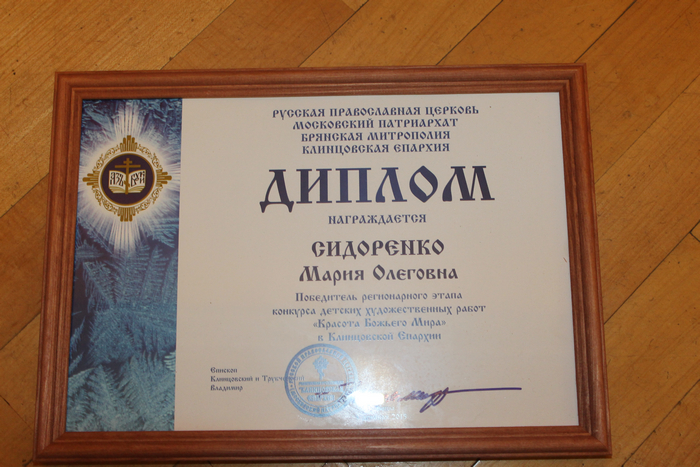 РУССКАЯ ПРАВОСЛАВНАЯ ЦЕРКОВЬ
МОСКОВСКИЙ ПАТРИАРХАТ
БРЯНСКАЯ МИТРОПОЛИЯ
КЛИНЦОВСКАЯ ЕПАРХИЯ
ДИПЛОМ
НАГРАЖДАЕТСЯ
СИДОРЕНКО
Мария Олеговна
Победитель регионарного этапа
конкурса детских художественных работ
«Красота Божьего Мира»
в Клинцовской Епархии
Епископ
Клинцовский и Трубчевский
Владимир